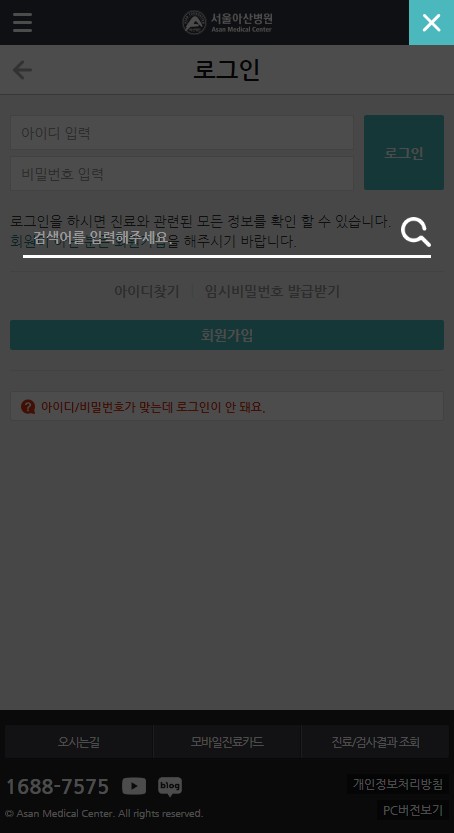 서울아산병원
Asan Medical Center
로그인
아이디 입력
로그인
비밀번호 입력
로그인을 하시면 진료와 관련된 모든 정보를 확인 할 수 있습니다.
검색어를 입력해주세요
을 해주시기 바랍니다.
아이디찾기 | 임시비밀번호 발급받기
회원가입
? 아이디/비밀번호가 맞는데 로그인이 안 돼요.
오시는길
모바일진료카드
진료/검사결과 조회
1688-7575
blog
개인정보처리방침
© Asan Medical Center. All rights reserved.
PC버전보기